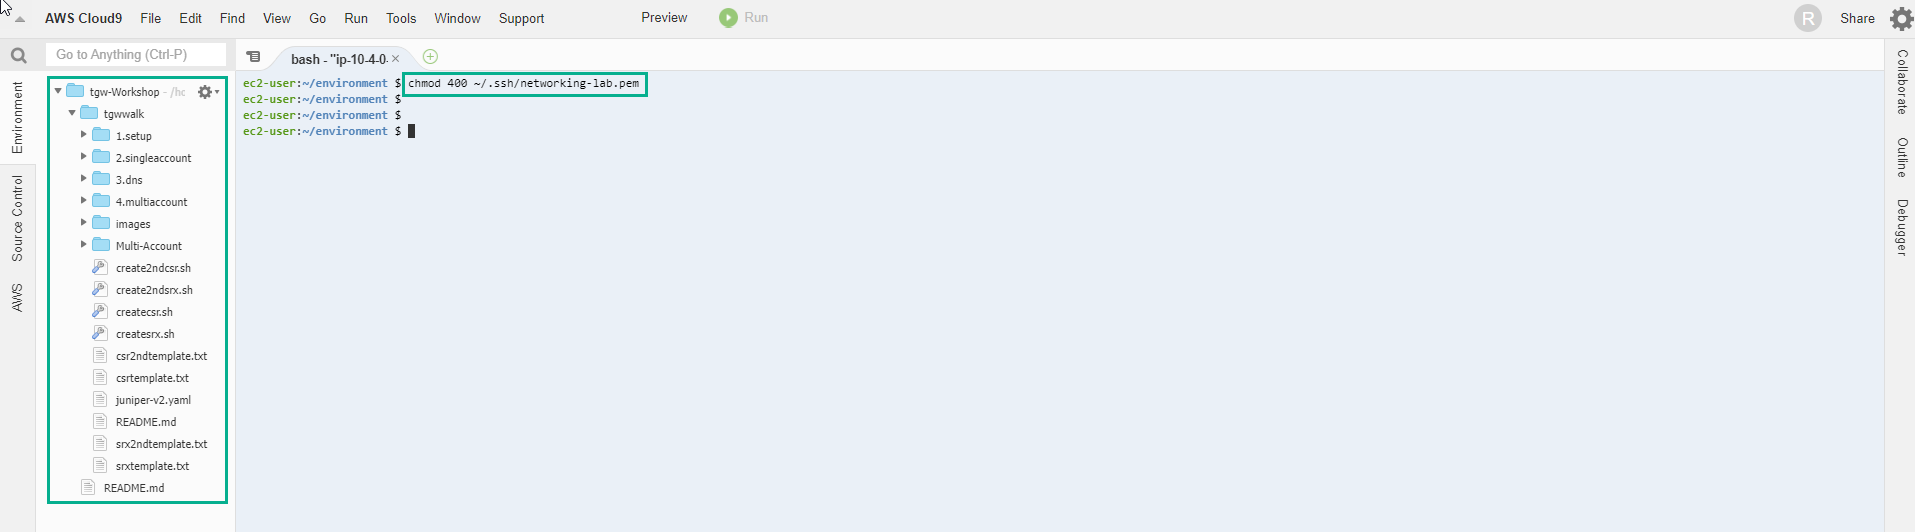 AWS Cloud9 File Edit Find View Go Run Tools Window Support Preview Run R Share
Go to Anything (Ctrl-P)
bash - "ip-10-4-0-
Environment
Source Control
AWS
tgw-Workshop - /hc
tgwwalk
1.setup
2.singleaccount
3.dns
4.multiaccount
images
Multi-Account
create2ndcsr.sh
create2ndsrx.sh
createcsr.sh
createsrx.sh
csr2ndtemplate.txt
csrtemplate.txt
juniper-v2.yaml
README.md
srx2ndtemplate.txt
srxtemplate.txt
README.md
ec2-user:~/environment $ chmod 400 ~/.ssh/networking-lab.pem
ec2-user:~/environment $
ec2-user:~/environment $
ec2-user:~/environment $
Collaborate
Outline
Debugger